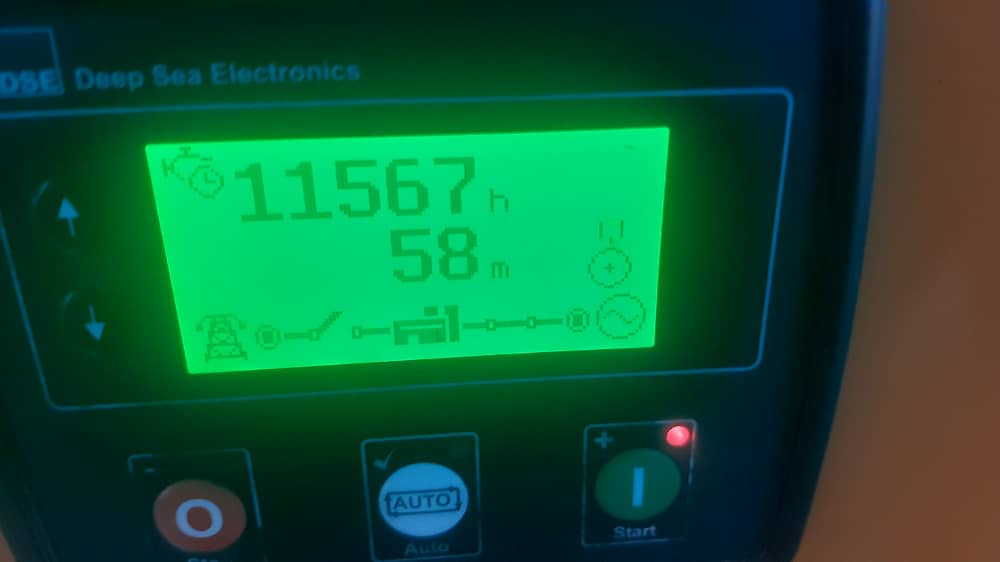 DSE Deep Sea Electronics
11567 h
58 m
- + 
O AUTO I
Auto Start